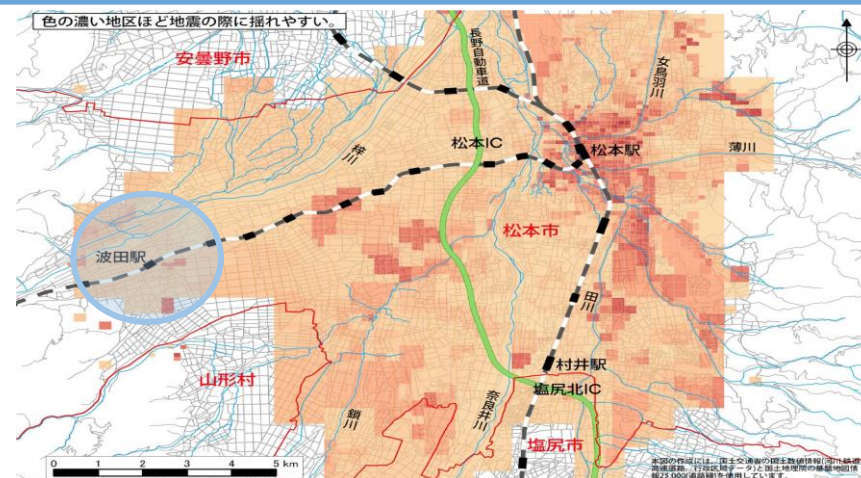 色の濃い地区ほど地震の際に揺れやすい。
安曇野市
長野自動車道
女鳥羽川
梓川
松本IC
松本駅
薄川
波田駅
松本市
田川
山形村
鎖川
奈良井川
村井駅
塩尻北IC
塩尻市
0 1 2 3 4 5 km
本図の作成には、国土交通省の国土数値情報(河川・鉄道・
高速道路、行政区域データ)と国土地理院の基盤地図情
報25,000(道路縁)を使用しています。